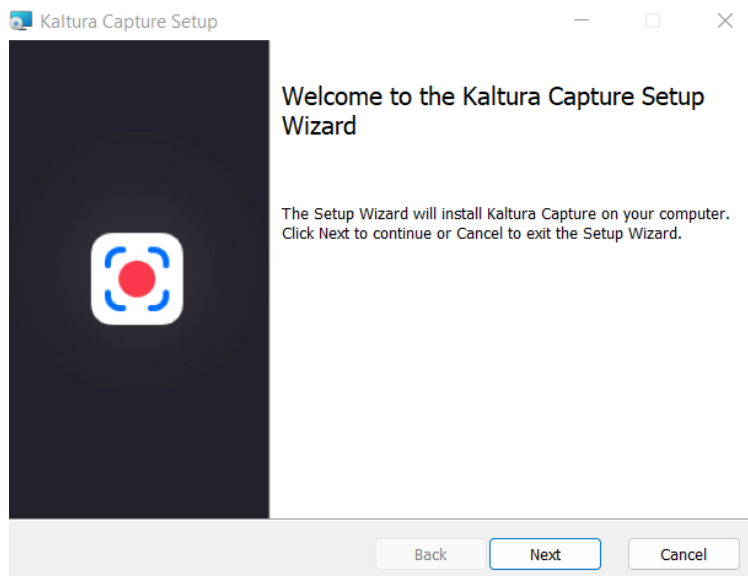 Kaltura Capture Setup
Welcome to the Kaltura Capture Setup
Wizard
The Setup Wizard will install Kaltura Capture on your computer.
Click Next to continue or Cancel to exit the Setup Wizard.
Back
Next
Cancel